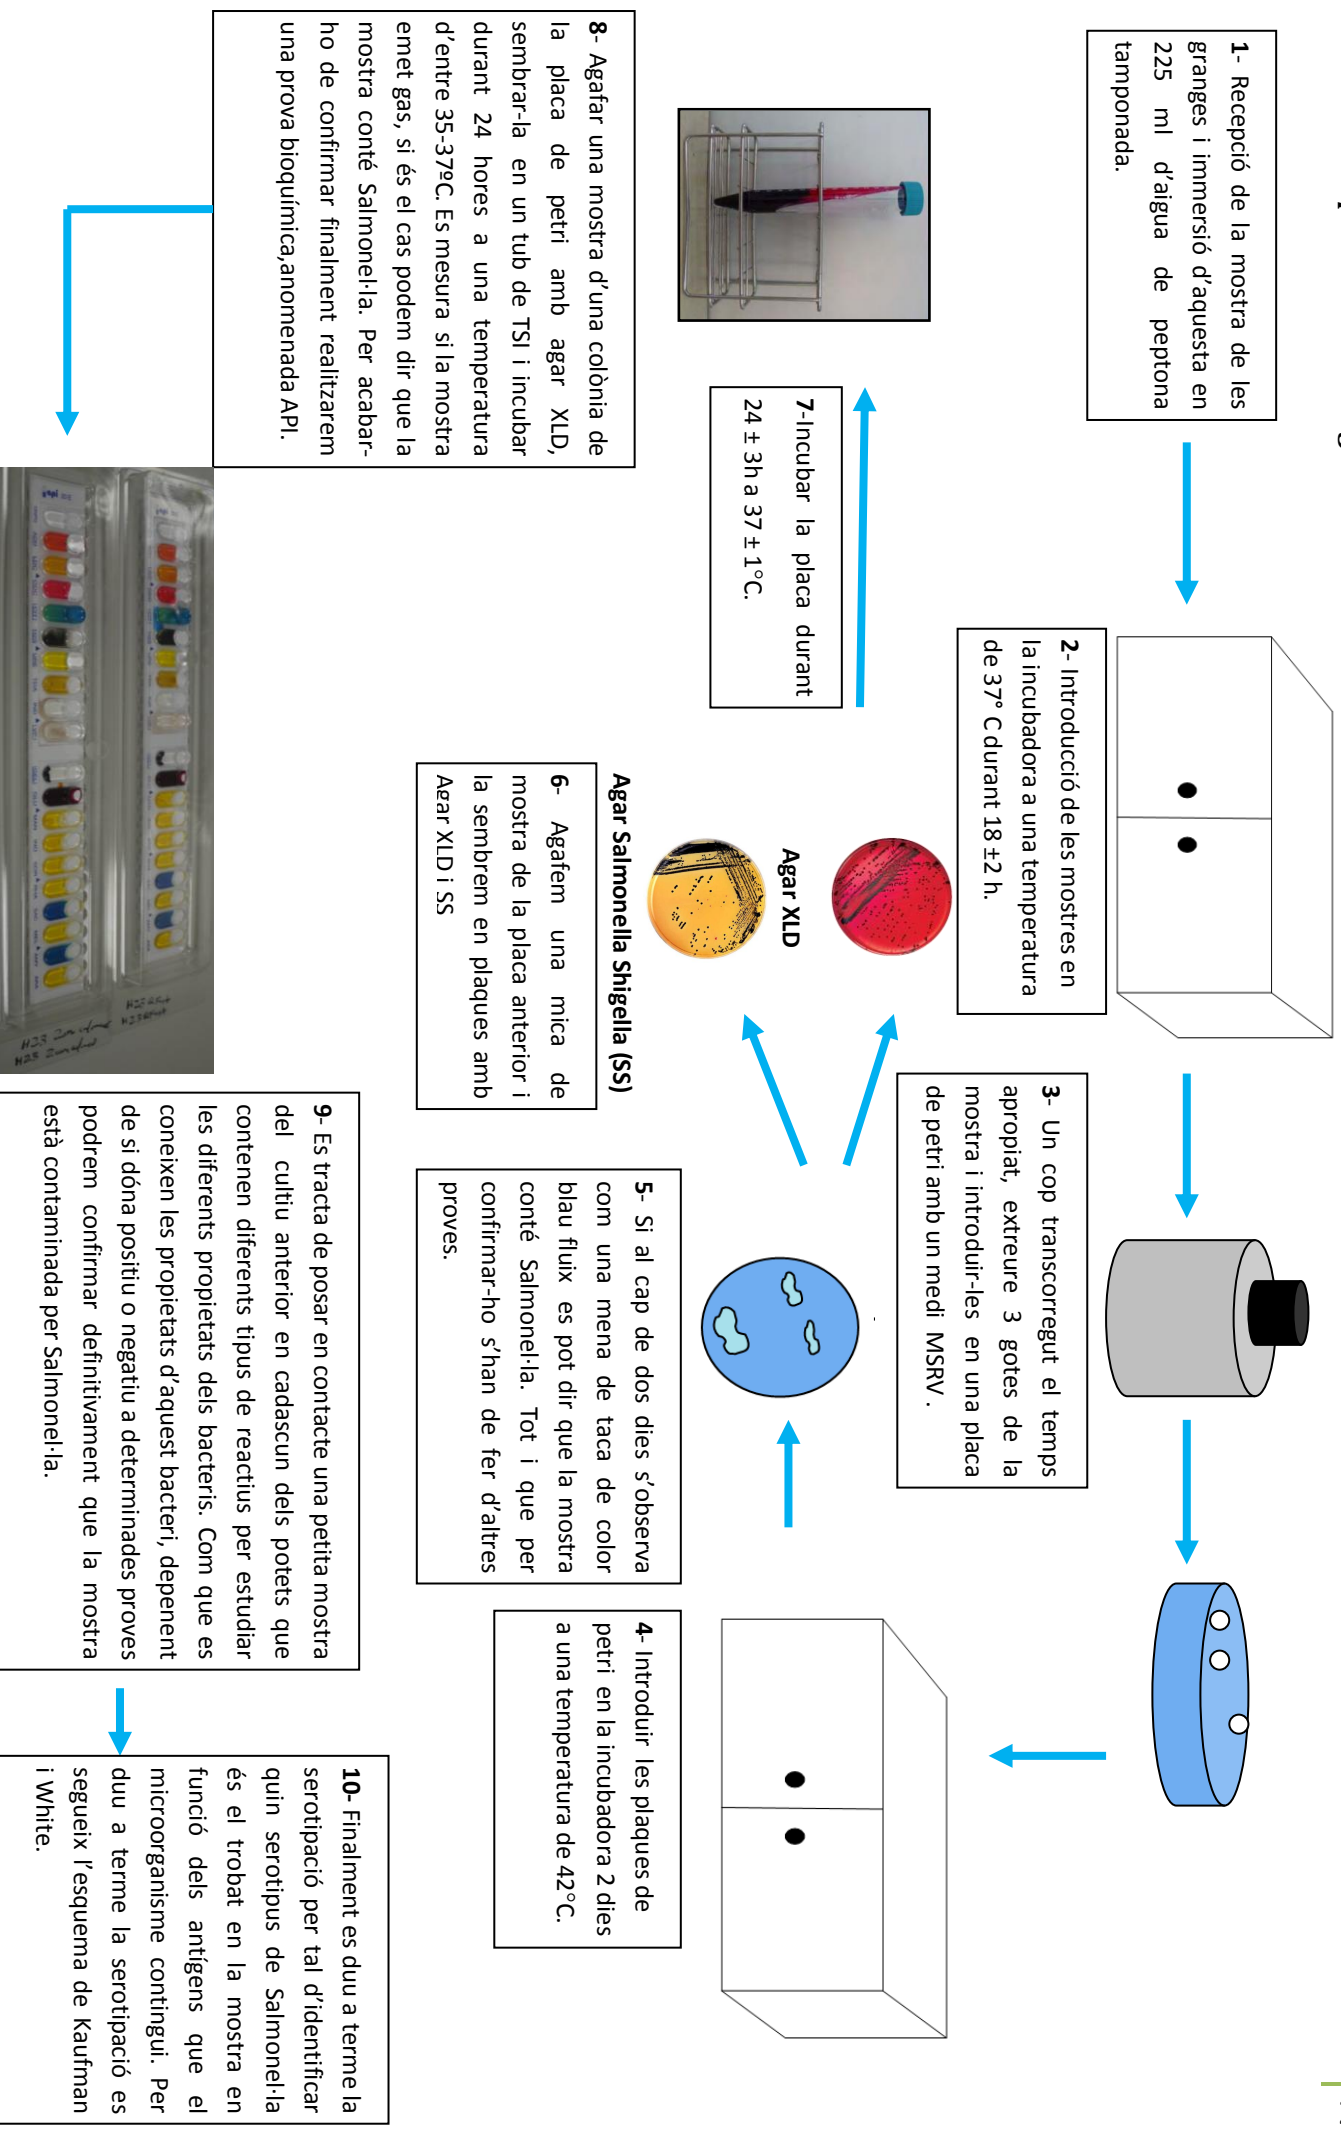 1- Recepció de la mostra de les
granges i immersió d'aquesta en
225 ml d'aigua de peptona
tamponada.
2- Introducció de les mostres en
la incubadora a una temperatura
de 37° C durant 18 ±2 h.
3- Un cop transcorregut el temps
apropiat, extreure 3 gotes de la
mostra i introduir-les en una placa
de petri amb un medi MSRV .
4- Introduir les plaques de
petri en la incubadora 2 dies
a una temperatura de 42°C.
5- Si al cap de dos dies s'observa
com una mena de taca de color
blau fluix es pot dir que la mostra
conté Salmonel·la. Tot i que per
confirmar-ho s'han de fer d'altres
proves.
Agar XLD
Agar Salmonella Shigella (SS)
6- Agafem una mica de
mostra de la placa anterior i
la sembrem en plaques amb
Agar XLD i SS
7-Incubar la placa durant
24 ± 3h a 37 ± 1°C.
8- Agafar una mostra d'una colònia de
la placa de petri amb agar XLD,
sembrar-la en un tub de TSI i incubar
durant 24 hores a una temperatura
d'entre 35-37ºC. Es mesura si la mostra
emet gas, si és el cas podem dir que la
mostra conté Salmonel·la. Per acabar-
ho de confirmar finalment realitzarem
una prova bioquímica,anomenada API.
9- Es tracta de posar en contacte una petita mostra
del cultiu anterior en cadascun dels potets que
contenen diferents tipus de reactius per estudiar
les diferents propietats dels bacteris. Com que es
coneixen les propietats d'aquest bacteri, depenent
de si dóna positiu o negatiu a determinades proves
podrem confirmar definitivament que la mostra
està contaminada per Salmonel·la.
10- Finalment es duu a terme la
serotipació per tal d'identificar
quin serotipus de Salmonel·la
és el trobat en la mostra en
funció dels antígens que el
microorganisme contingui. Per
duu a terme la serotipació es
segueix l'esquema de Kaufman
i White.